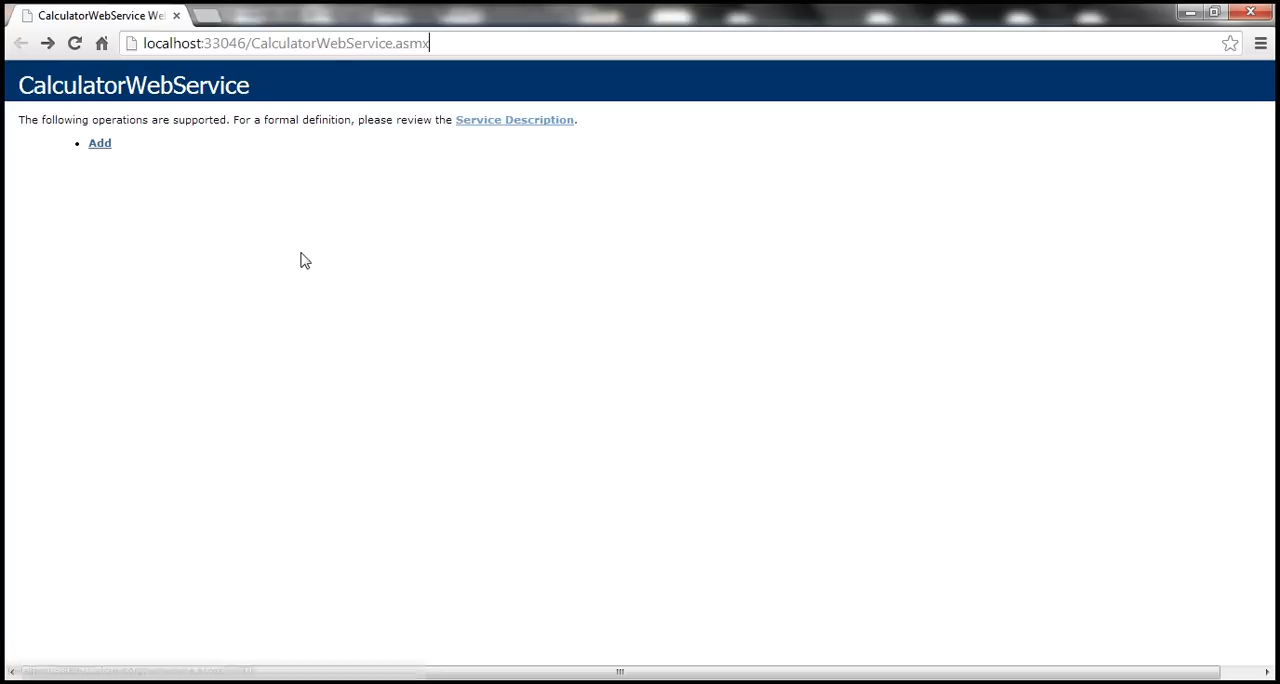 CalculatorWebService We
localhost:33046/CalculatorWebService.asmx
CalculatorWebService
The following operations are supported. For a formal definition, please review the Service Description.
Add